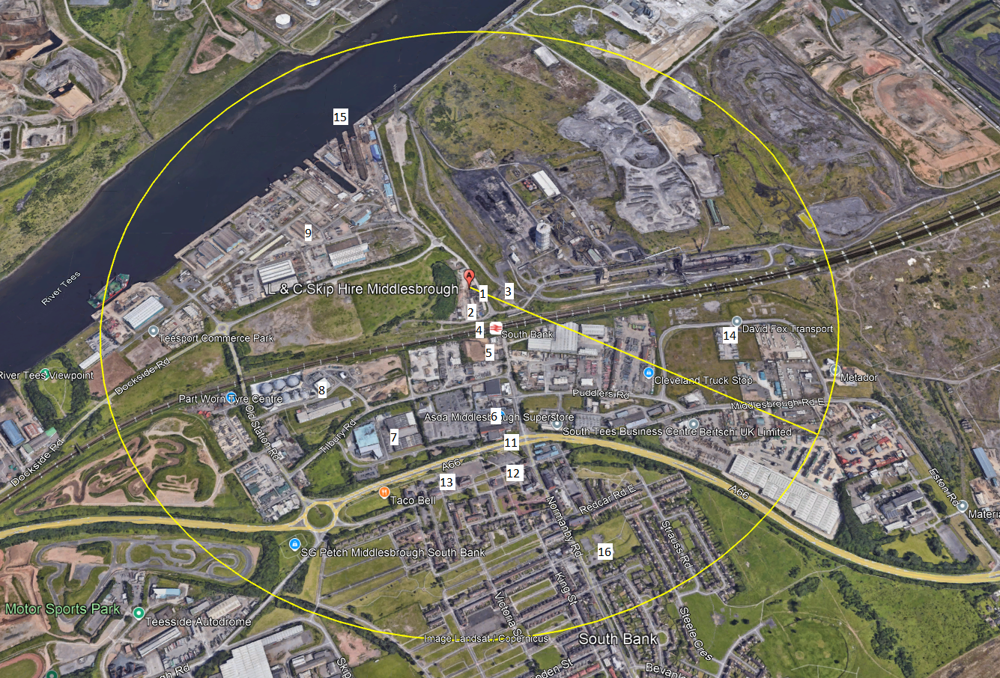 15
River Tees
9
A
L & C Skip Hire Middlesbrough
1
3
2
4
South Bank
David Fox Transport
14
Teesport Commerce Park
5
River Tees Viewpoint
Dockside Rd
Cleveland Truck Stop
Metador
8
Part Worn Tyre Centre
Puddlers Rd
Middlesbrough Rd E
Old Station Rd
Asda Middlesbrough Superstore
6
South Tees Business Centre
Bertschi UK Limited
Tilbury Rd
7
11
Dockside Rd
A66
12
13
Taco Bell
Redcar Rd E
A66
Eston Rd
Normanby Rd
Strauss Rd
16
SG Petch Middlesbrough South Bank
King St
Motor Sports Park
Teesside Autodrome
Victoria St
Image Landsat / Copernicus
South Bank
Steele Cres